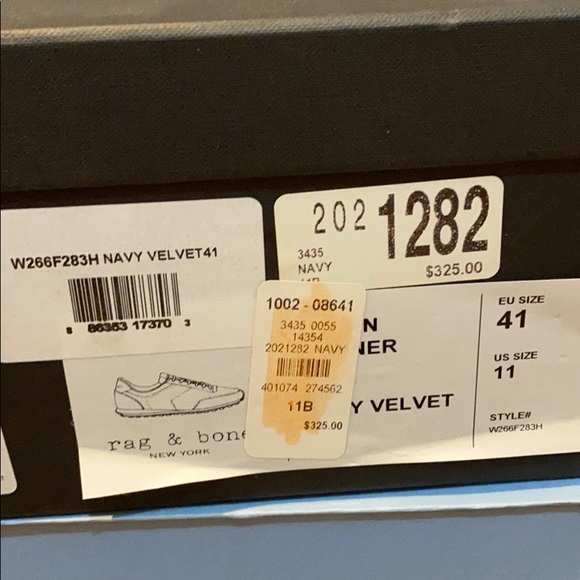 W266F283H NAVY VELVET41
8 86363 17370 3
202 1282
3435
NAVY
$325.00
1002-08641
3435 0055
14354
2021282 NAVY
401074 274562
11B
$325.00
N
NER
Y VELVET
rag & bone
NEW YORK
EU SIZE
41
US SIZE
11
STYLE#
W266F283H